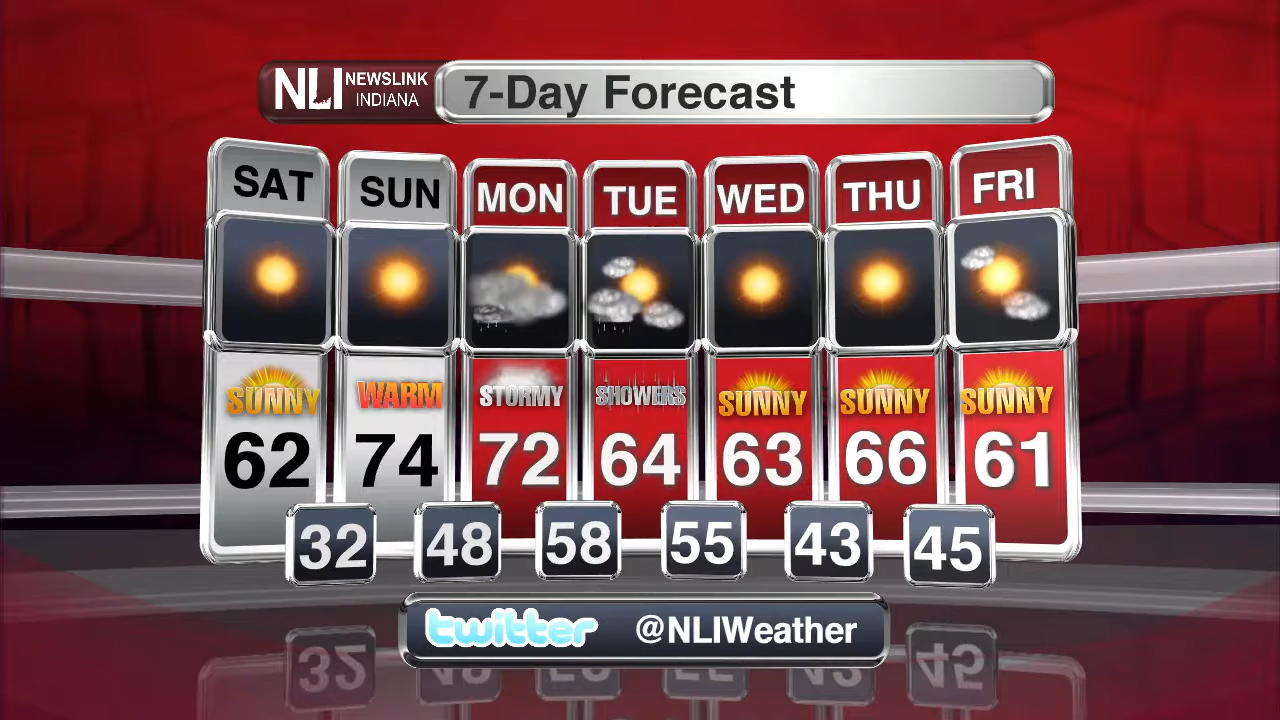 NLI NEWSLINK INDIANA 7-Day Forecast
SAT SUN MON TUE WED THU FRI
SUNNY WARM STORMY SHOWERS SUNNY SUNNY SUNNY
62 74 72 64 63 66 61
32 48 58 55 43 45
twitter @NLIWeather